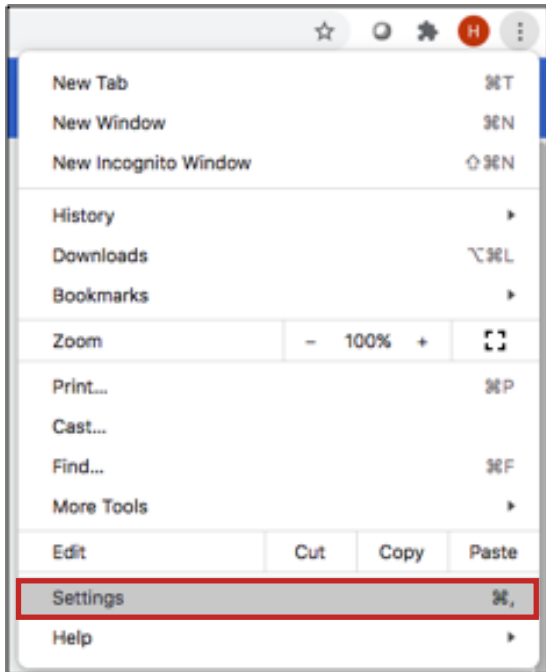 H
New Tab ⌘T
New Window ⌘N
New Incognito Window ⇧⌘N
History
Downloads ⌥⌘L
Bookmarks
Zoom - 100% +
Print... ⌘P
Cast...
Find... ⌘F
More Tools
Edit Cut Copy Paste
Settings ⌘,
Help